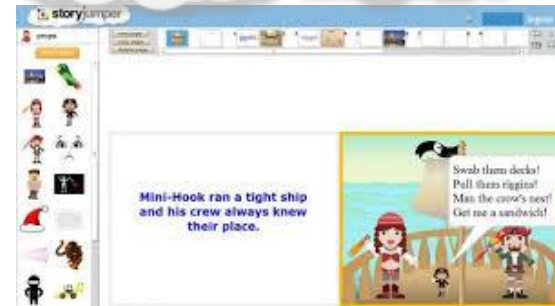 storyjumper
props
Mini-Hook ran a tight ship
and his crew always knew
their place.
Swab them decks!
Pull them riggins!
Man the crow's nest!
Get me a sandwich!